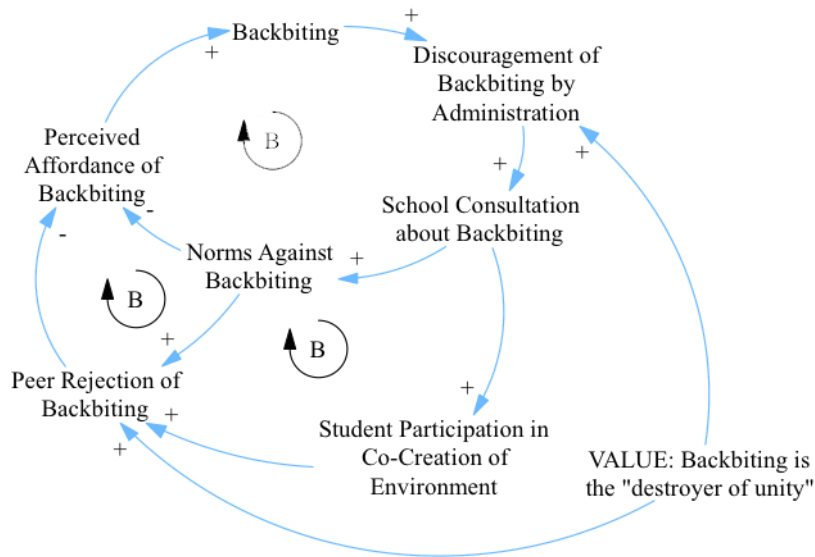 Backbiting
+
+
Discouragement of
Backbiting by
Administration
+
+
Perceived
Affordance of
Backbiting
B
-
-
School Consultation
about Backbiting
+
Norms Against
Backbiting
B
B
+
+
Peer Rejection of
Backbiting
+
+
Student Participation in
Co-Creation of
Environment
VALUE: Backbiting is
the "destroyer of unity"